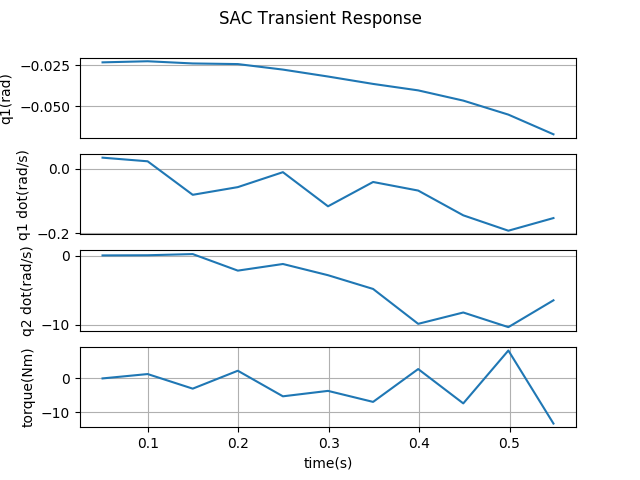 SAC Transient Response
−0.025
−0.050
q1(rad)
0.0
−0.2
q1 dot(rad/s)
0
−10
q2 dot(rad/s)
0
−10
torque(Nm)
0.1 0.2 0.3 0.4 0.5
time(s)